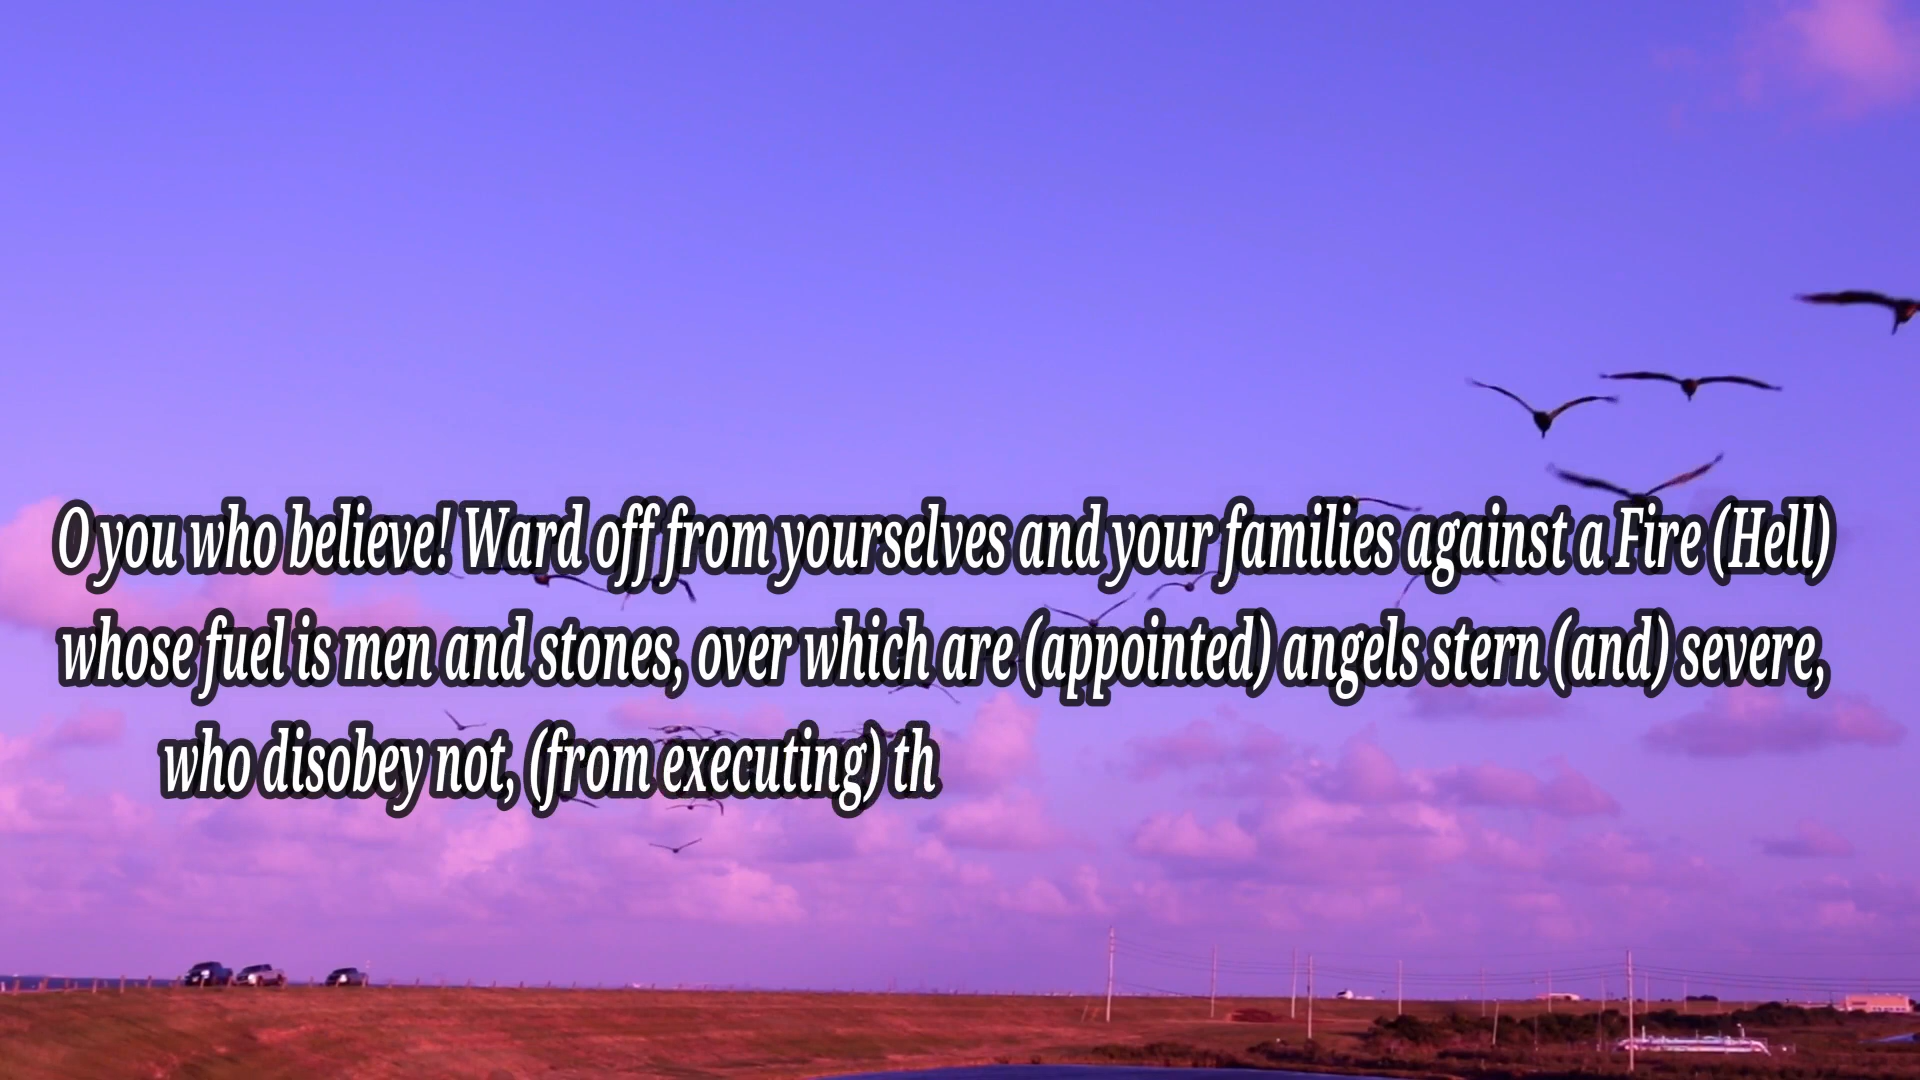 O you who believe! Ward off from yourselves and your families against a Fire (Hell)
whose fuel is men and stones, over which are (appointed) angels stern (and) severe,
who disobey not, (from executing) th